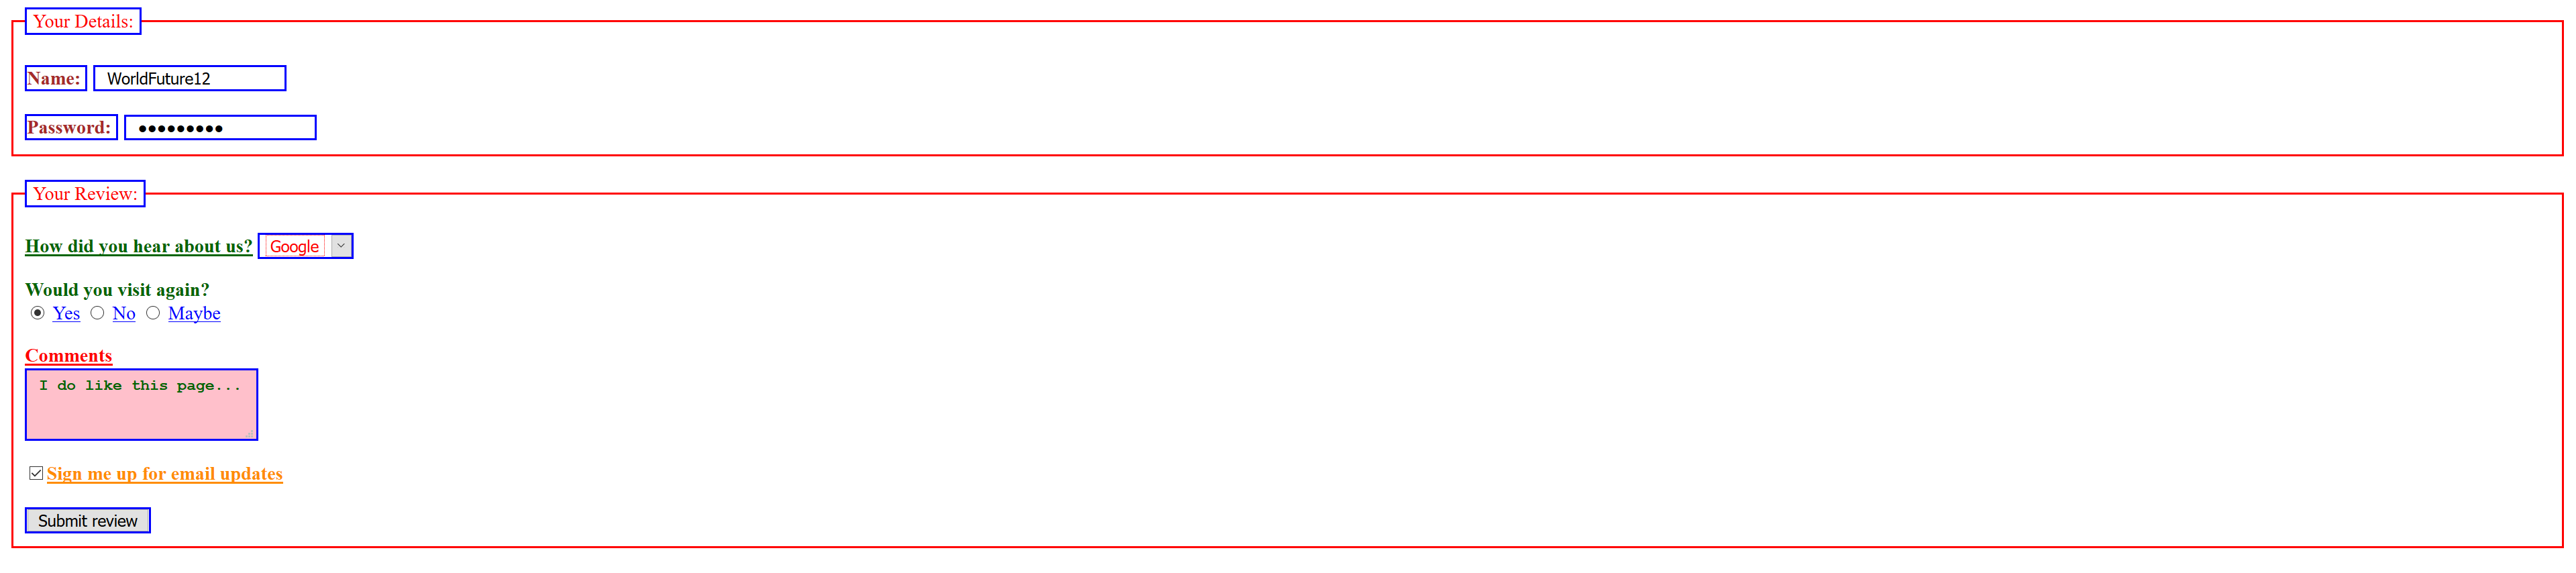 Your Details:
Name: WorldFuture12
Password: •••••••••
Your Review:
How did you hear about us? Google
Would you visit again?
Yes No Maybe
Comments
I do like this page...
Sign me up for email updates
Submit review